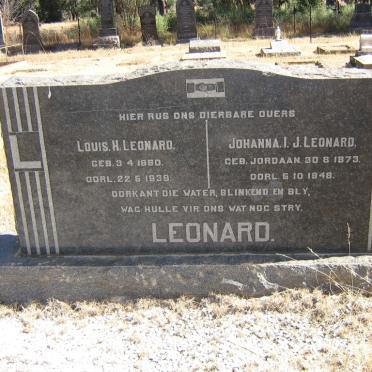 HIER RUS ONS DIERBARE OUERS
LOUIS. H. LEONARD.
GEB. 3·4·1880.
OORL. 22·6·1939.
JOHANNA. I. J. LEONARD.
GEB. JORDAAN. 30·6·1873.
OORL. 5·10·1948.
OORKANT DIE WATER, BLINKEND EN BLY,
WAG HULLE VIR ONS WAT NOG STRY.
LEONARD.
L